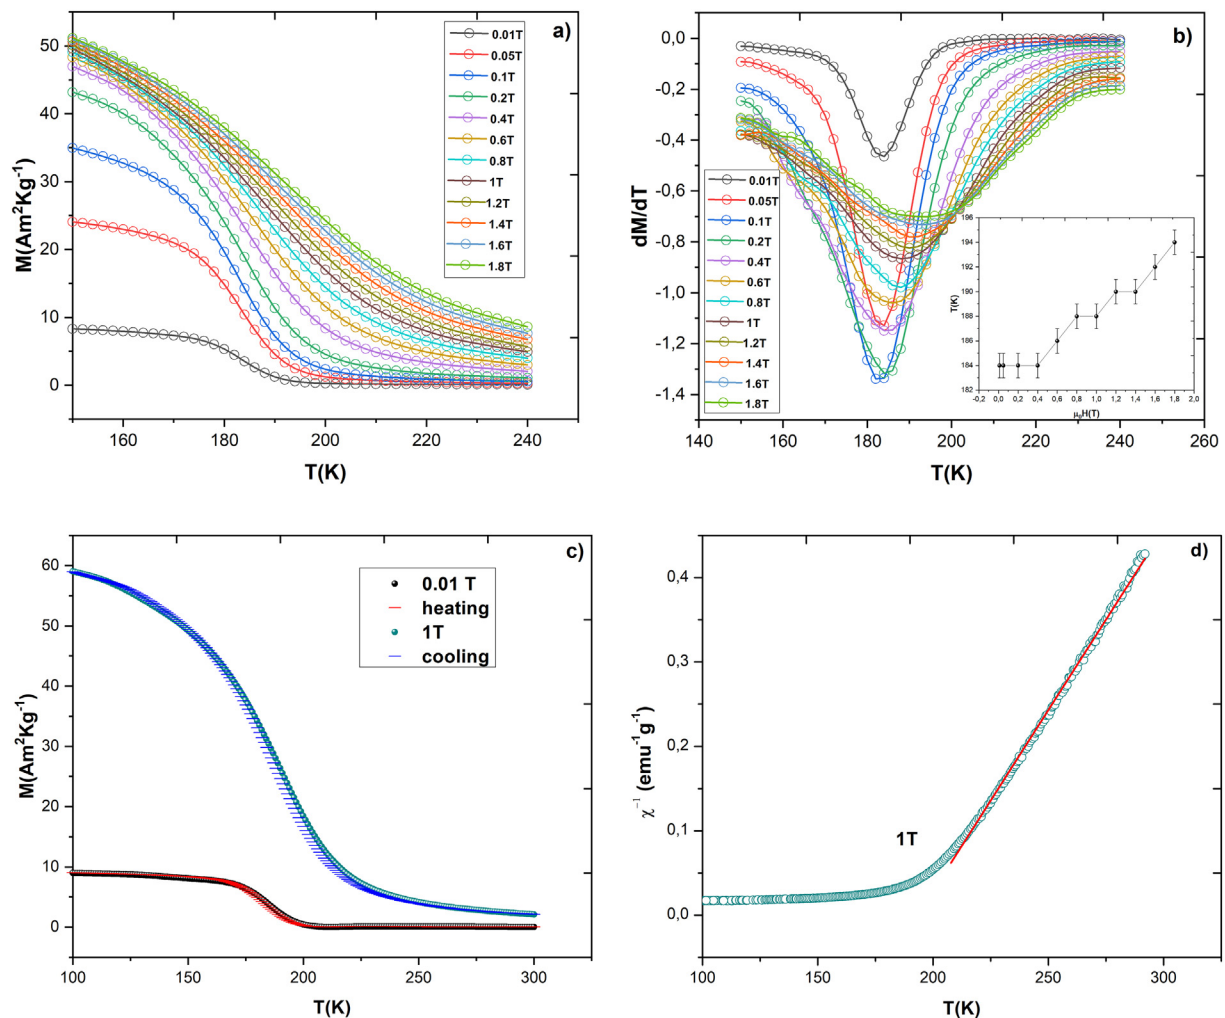 a)
50
40
30
20
10
0
M(Am²Kg⁻¹)
160
180
200
220
240
T(K)
0.01T
0.05T
0.1T
0.2T
0.4T
0.6T
0.8T
1T
1.2T
1.4T
1.6T
1.8T
b)
0,0
-0,2
-0,4
-0,6
-0,8
-1,0
-1,2
-1,4
dM/dT
140
160
180
200
220
240
260
T(K)
0.01T
0.05T
0.1T
0.2T
0.4T
0.6T
0.8T
1T
1.2T
1.4T
1.6T
1.8T
196
194
192
190
188
186
184
182
T(K)
-0,2
0,0
0,2
0,4
0,6
0,8
1,0
1,2
1,4
1,6
1,8
2,0
μ₀H(T)
c)
60
50
40
30
20
10
0
M(Am²Kg⁻¹)
100
150
200
250
300
T(K)
0.01 T
heating
1T
cooling
d)
0,4
0,3
0,2
0,1
0,0
χ⁻¹ (emu⁻¹g⁻¹)
1T
100
150
200
250
300
T(K)